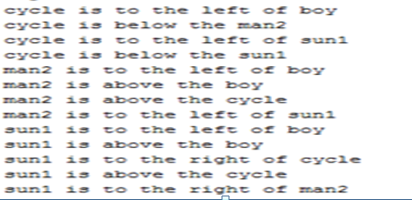 cycle is to the left of boy
cycle is below the man2
cycle is to the left of sun1
cycle is below the sun1
man2 is to the left of boy
man2 is above the boy
man2 is above the cycle
man2 is to the left of sun1
sun1 is to the left of boy
sun1 is above the boy
sun1 is to the right of cycle
sun1 is above the cycle
sun1 is to the right of man2